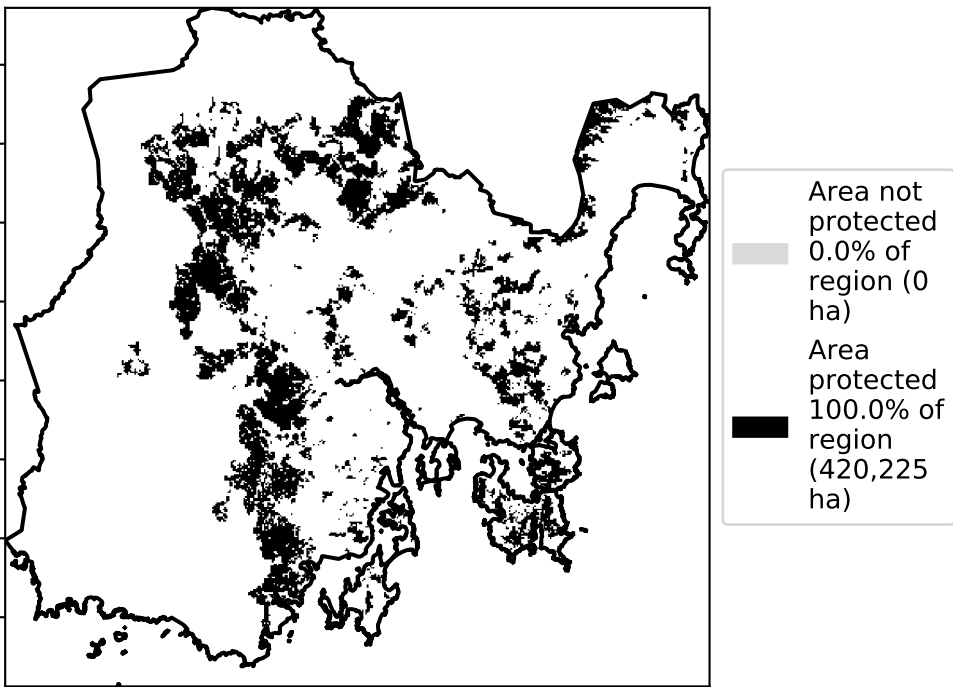 Area not
protected
0.0% of
region (0
ha)
Area
protected
100.0% of
region
(420,225
ha)